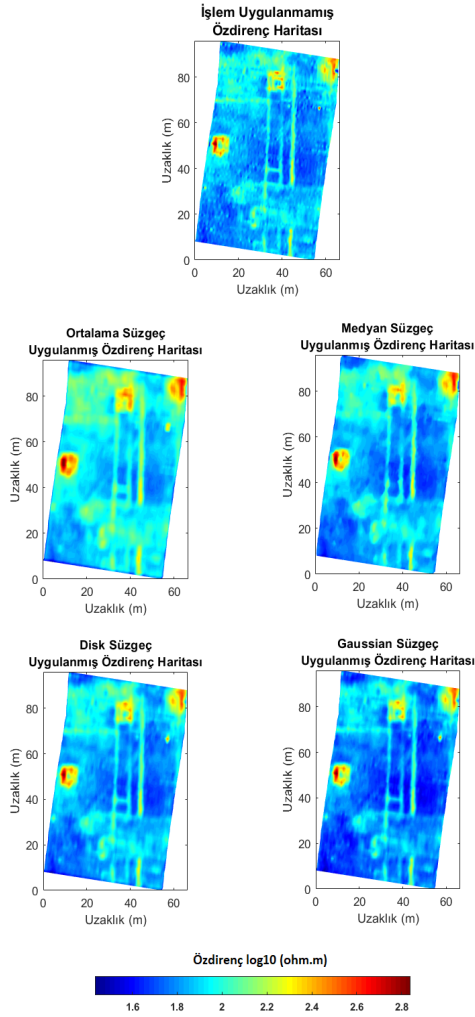 İşlem Uygulanmamış
Özdirenç Haritası
Uzaklık (m)
80
60
40
20
0
0 20 40 60
Uzaklık (m)
Ortalama Süzgeç
Uygulanmış Özdirenç Haritası
Uzaklık (m)
80
60
40
20
0
0 20 40 60
Uzaklık (m)
Medyan Süzgeç
Uygulanmış Özdirenç Haritası
Uzaklık (m)
80
60
40
20
0
0 20 40 60
Uzaklık (m)
Disk Süzgeç
Uygulanmış Özdirenç Haritası
Uzaklık (m)
80
60
40
20
0
0 20 40 60
Uzaklık (m)
Gaussian Süzgeç
Uygulanmış Özdirenç Haritası
Uzaklık (m)
80
60
40
20
0
0 20 40 60
Uzaklık (m)
Özdirenç log10 (ohm.m)
1.6 1.8 2 2.2 2.4 2.6 2.8